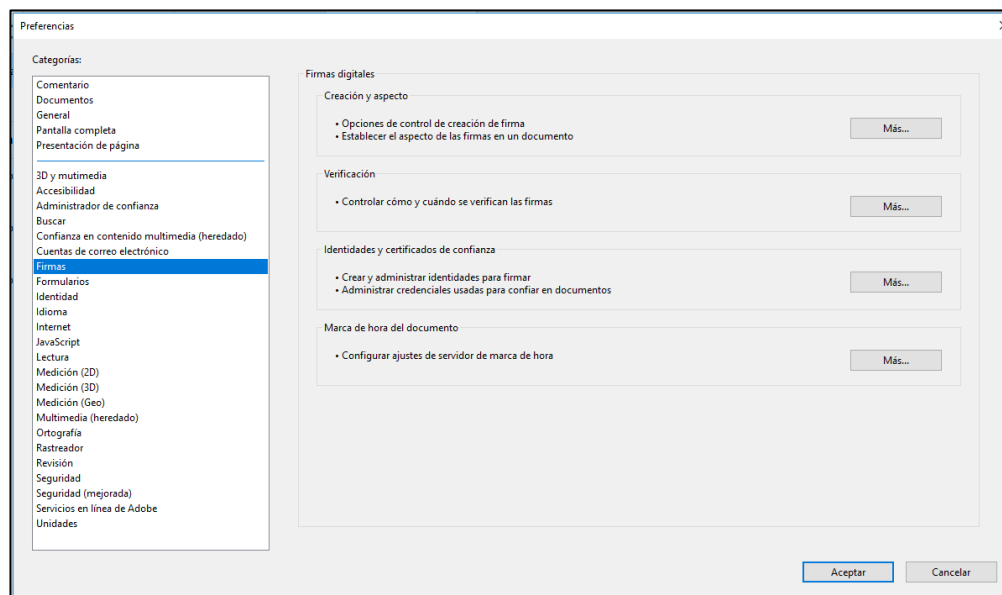 Preferencias
Categorías:
Comentario
Documentos
General
Pantalla completa
Presentación de página
3D y mutimedia
Accesibilidad
Administrador de confianza
Buscar
Confianza en contenido multimedia (heredado)
Cuentas de correo electrónico
Firmas
Formularios
Identidad
Idioma
Internet
JavaScript
Lectura
Medición (2D)
Medición (3D)
Medición (Geo)
Multimedia (heredado)
Ortografía
Rastreador
Revisión
Seguridad
Seguridad (mejorada)
Servicios en línea de Adobe
Unidades
Firmas digitales
Creación y aspecto
• Opciones de control de creación de firma
• Establecer el aspecto de las firmas en un documento
Más...
Verificación
• Controlar cómo y cuándo se verifican las firmas
Más...
Identidades y certificados de confianza
• Crear y administrar identidades para firmar
• Administrar credenciales usadas para confiar en documentos
Más...
Marca de hora del documento
• Configurar ajustes de servidor de marca de hora
Más...
Aceptar
Cancelar